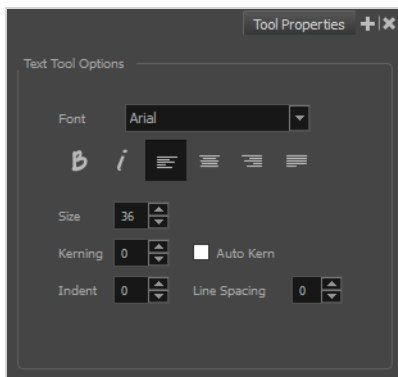 Tool Properties
Text Tool Options
Font Arial
B i
Size 36
Kerning 0 Auto Kern
Indent 0 Line Spacing 0